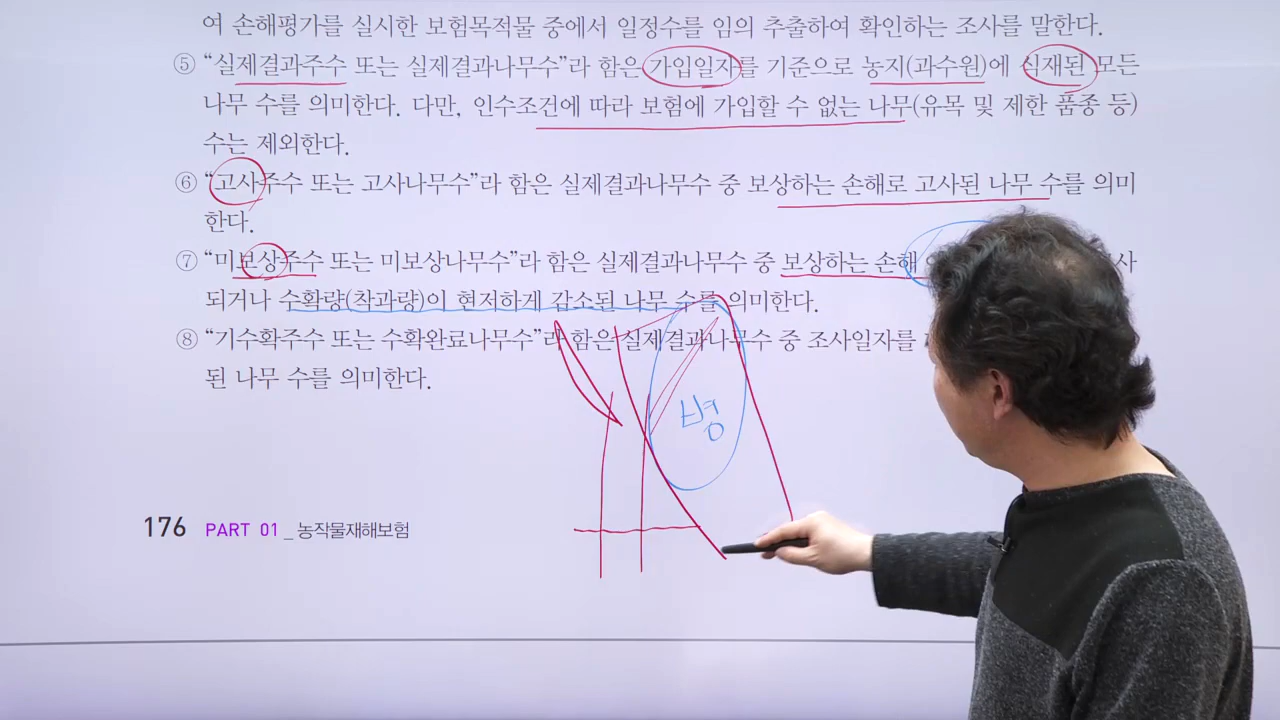 여 손해평가를 실시한 보험목적물 중에서 일정수를 임의 추출하여 확인하는 조사를 말한다.
⑤ “실제결과주수 또는 실제결과나무수”라 함은 가입일자를 기준으로 농지(과수원)에 식재된 모든
나무 수를 의미한다. 다만, 인수조건에 따라 보험에 가입할 수 없는 나무(유목 및 제한 품종 등)
수는 제외한다.
⑥ “고사주수 또는 고사나무수”라 함은 실제결과나무수 중 보상하는 손해로 고사된 나무 수를 의미
한다.
⑦ “미보상주수 또는 미보상나무수”라 함은 실제결과나무수 중 보상하는 손해 사
되거나 수확량(착과량)이 현저하게 감소된 나무 수를 의미한다.
⑧ “기수확주수 또는 수확완료나무수”라 함은 실제결과나무수 중 조사일자를
된 나무 수를 의미한다.
병
176 PART 01 _ 농작물재해보험